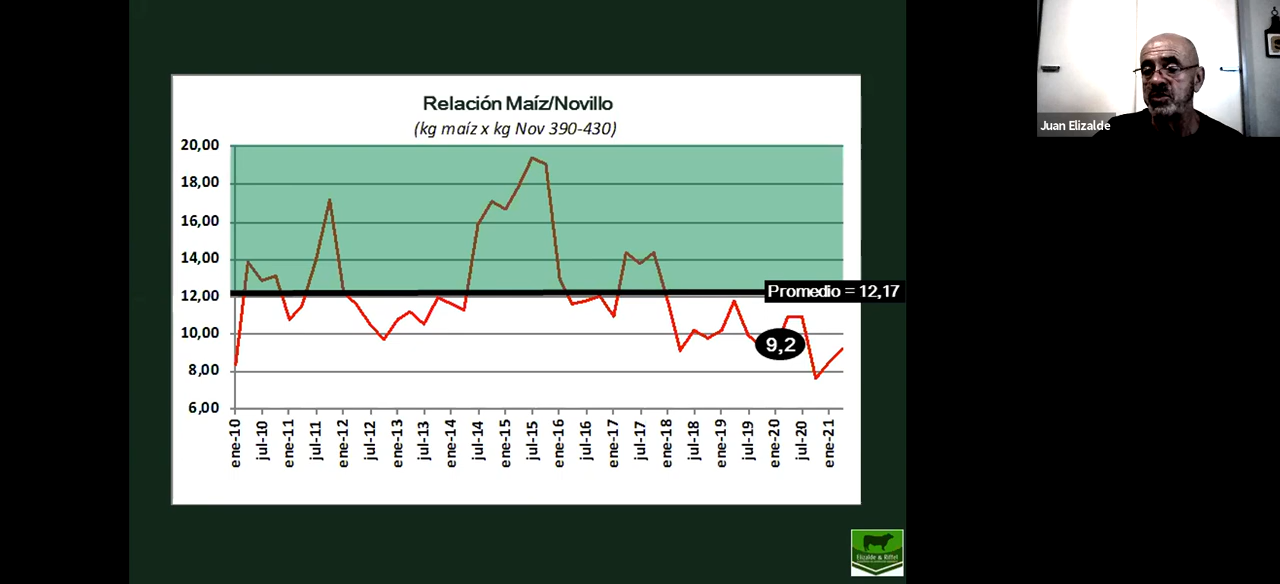 Relación Maíz/Novillo
(kg maíz x kg Nov 390-430)
20,00
18,00
16,00
14,00
12,00
10,00
8,00
6,00
Promedio = 12,17
9,2
ene-10
jul-10
ene-11
jul-11
ene-12
jul-12
ene-13
jul-13
ene-14
jul-14
ene-15
jul-15
ene-16
jul-16
ene-17
jul-17
ene-18
jul-18
ene-19
jul-19
ene-20
jul-20
ene-21
Juan Elizalde
Elizalde & Riffel